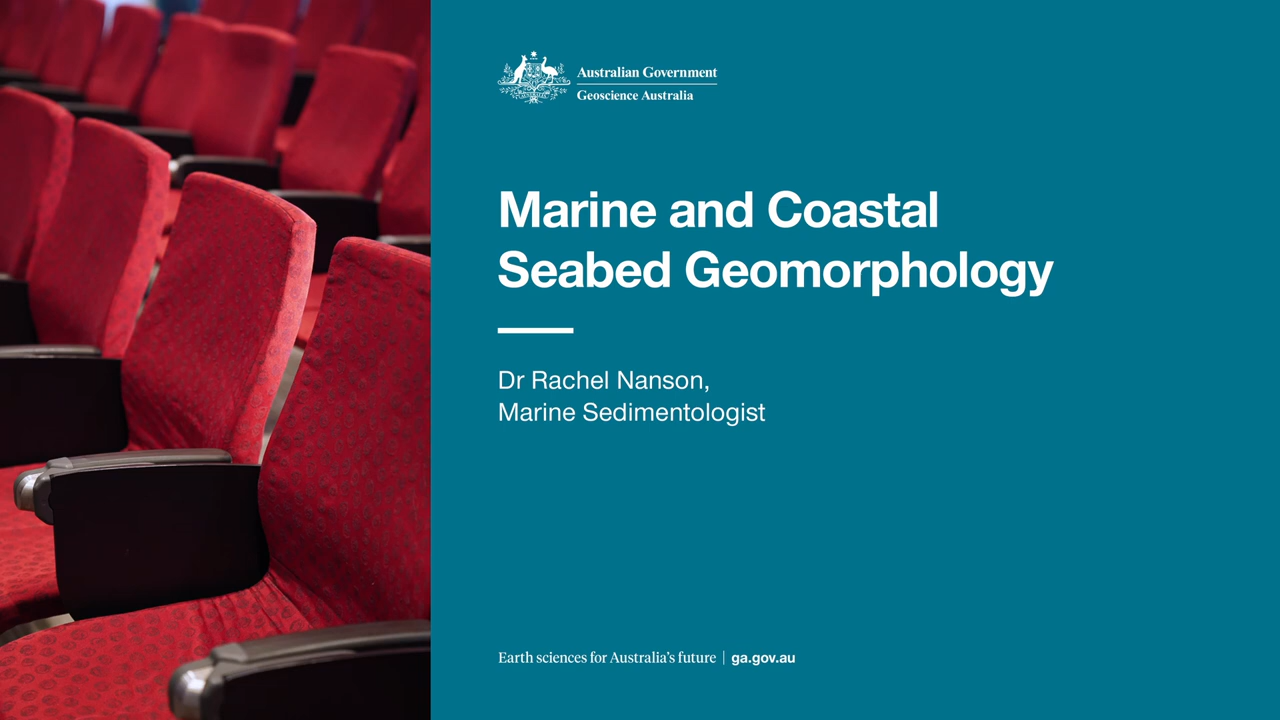 Australian Government
Geoscience Australia
Marine and Coastal
Seabed Geomorphology
Dr Rachel Nanson,
Marine Sedimentologist
Earth sciences for Australia's future | ga.gov.au